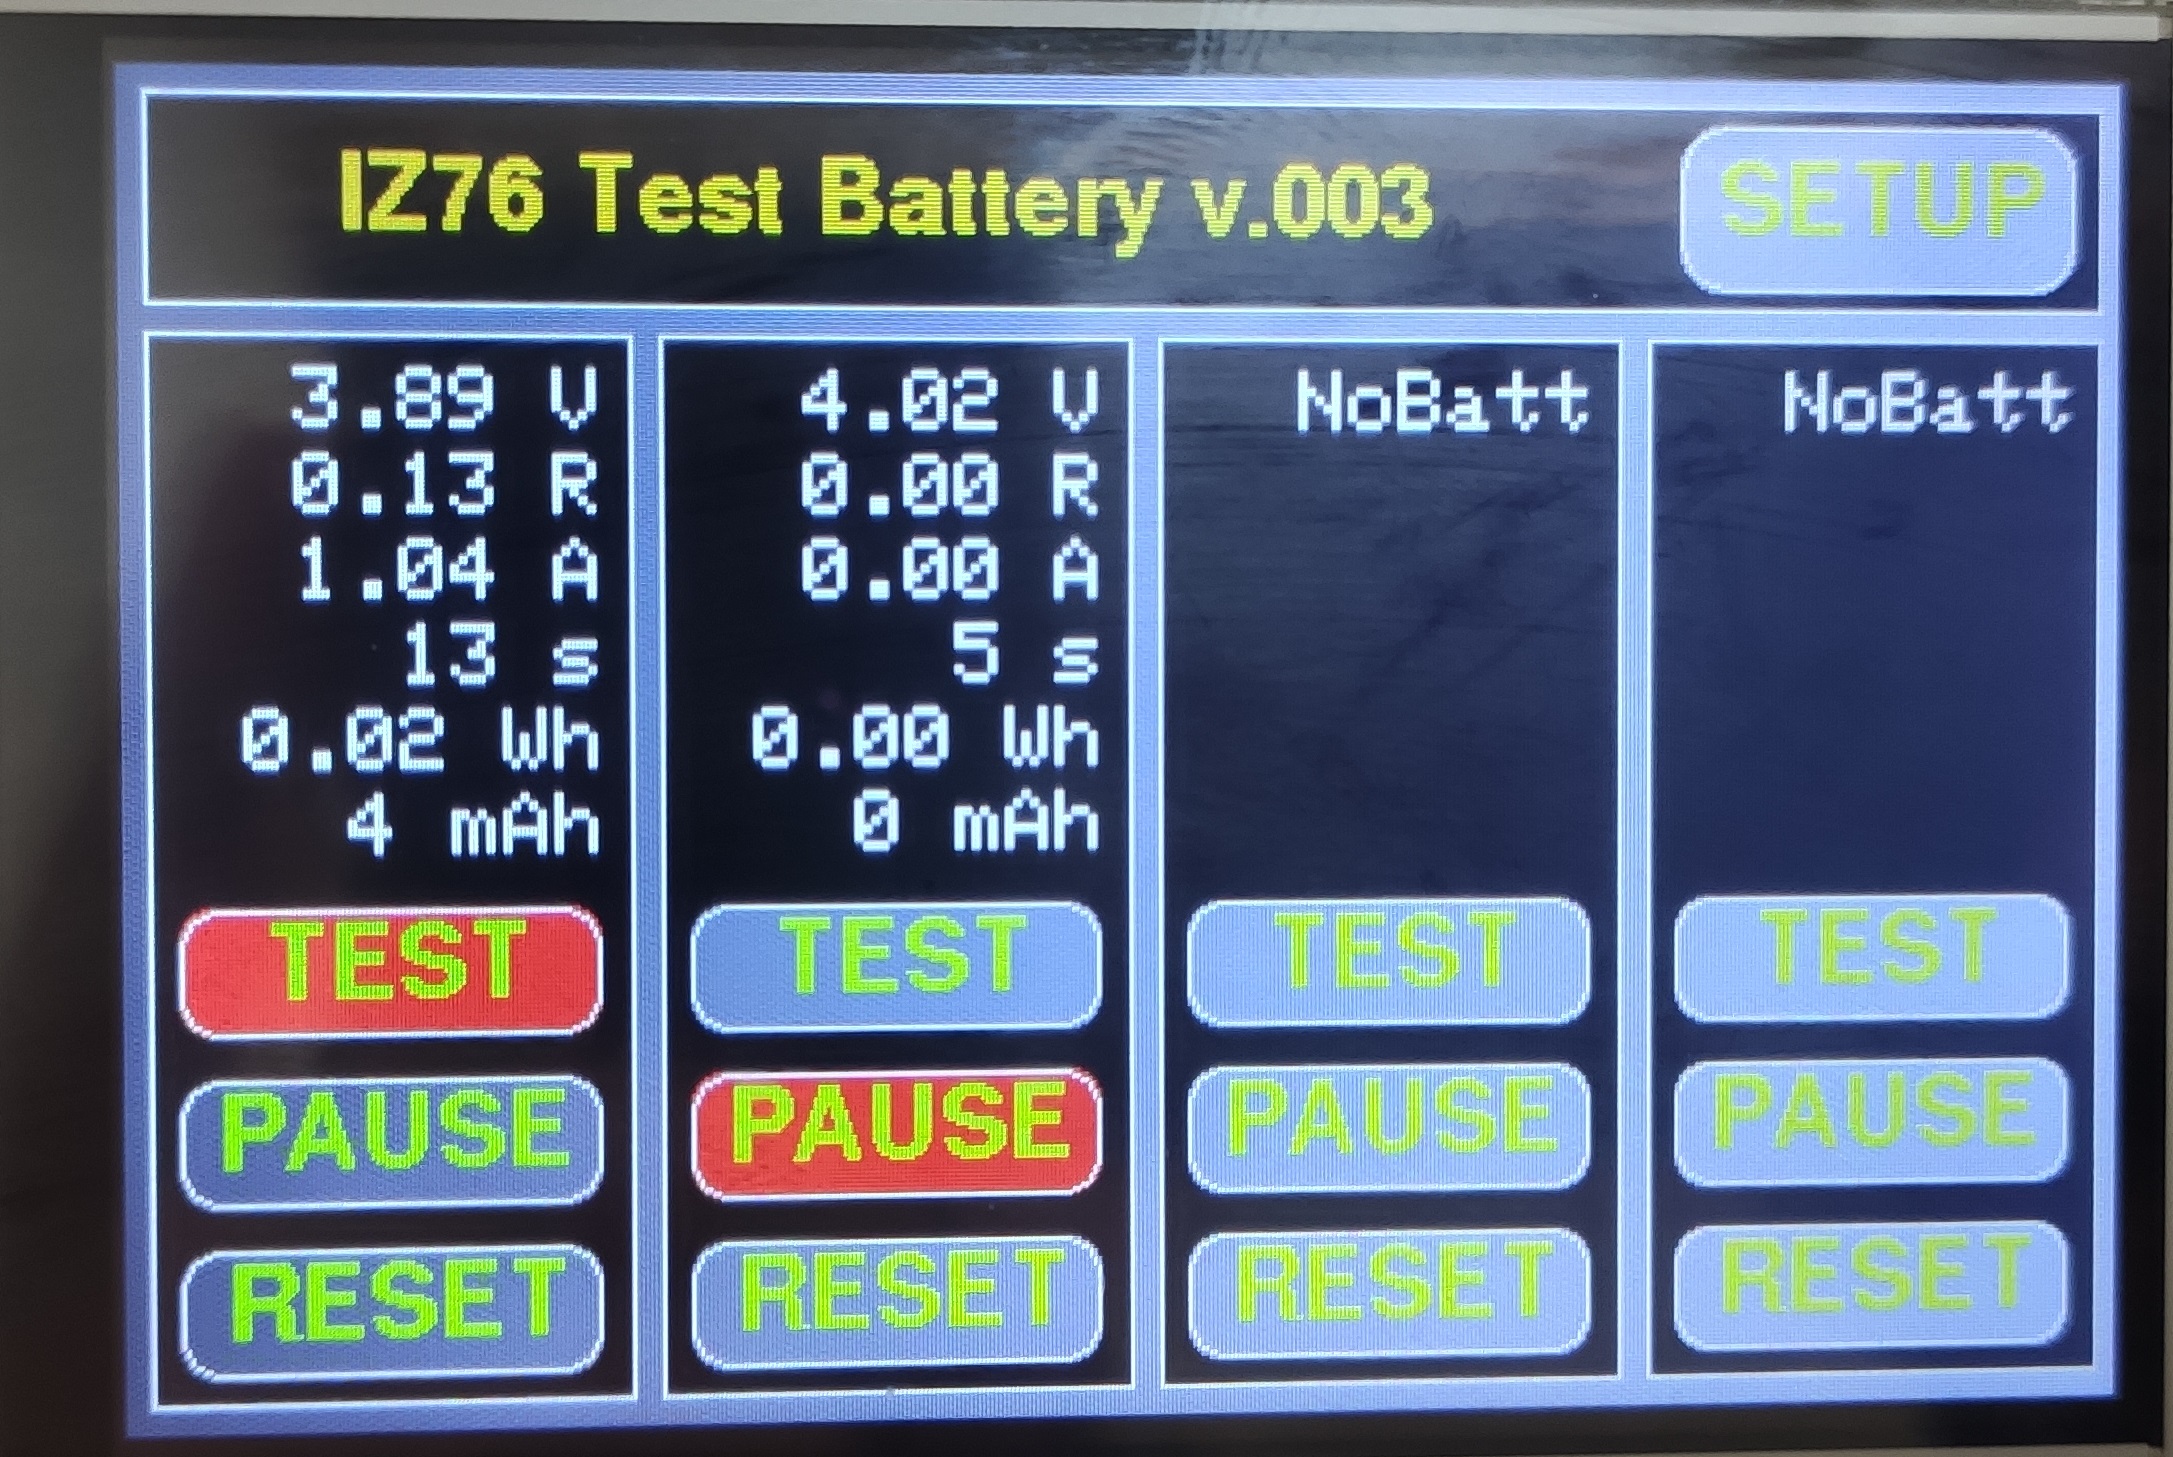 IZ76 Test Battery v.003
SETUP
3.89 V
0.13 R
1.04 A
13 s
0.02 Wh
4 mAh
TEST
PAUSE
RESET
4.02 V
0.00 R
0.00 A
5 s
0.00 Wh
0 mAh
TEST
PAUSE
RESET
NoBatt
TEST
PAUSE
RESET
NoBatt
TEST
PAUSE
RESET